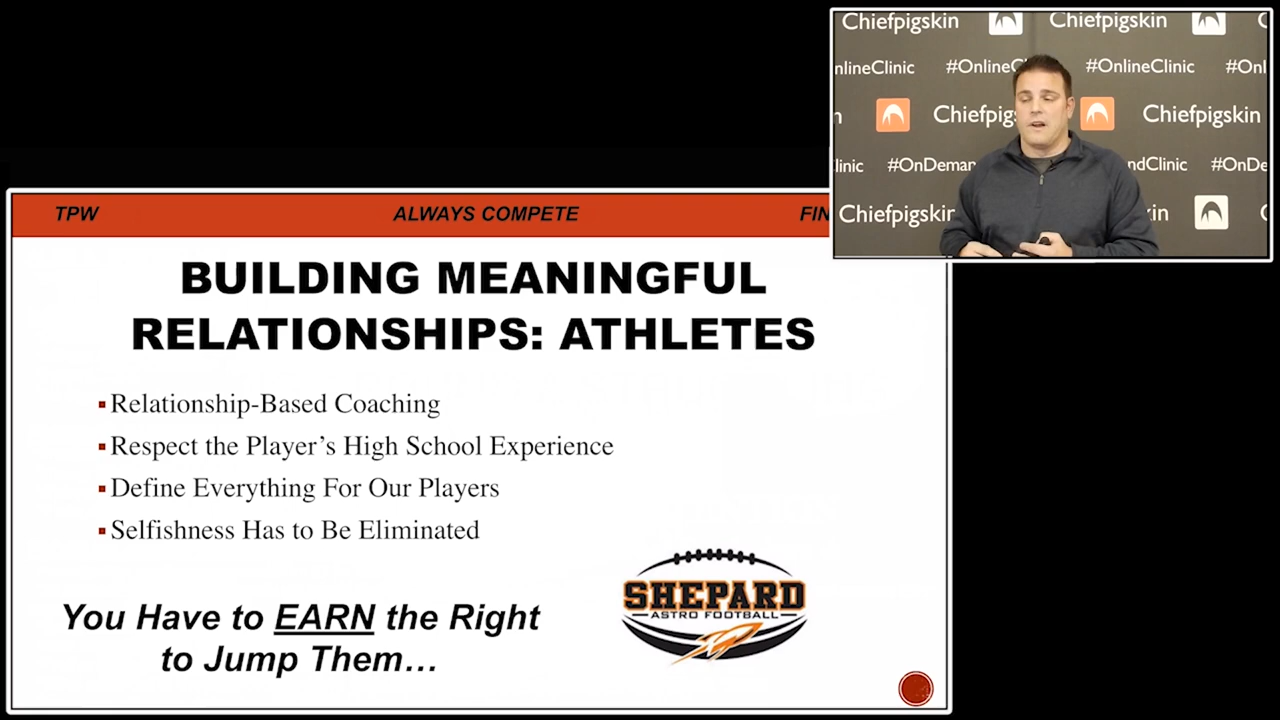 Chiefpigskin Chiefpigskin
#OnlineClinic #OnlineClinic
Chiefpigskin
#OnDe
Chiefpigskin
TPW ALWAYS COMPETE FIN
BUILDING MEANINGFUL
RELATIONSHIPS: ATHLETES
▪Relationship-Based Coaching
▪Respect the Player’s High School Experience
▪Define Everything For Our Players
▪Selfishness Has to Be Eliminated
You Have to EARN the Right
to Jump Them…
SHEPARD
ASTRO FOOTBALL